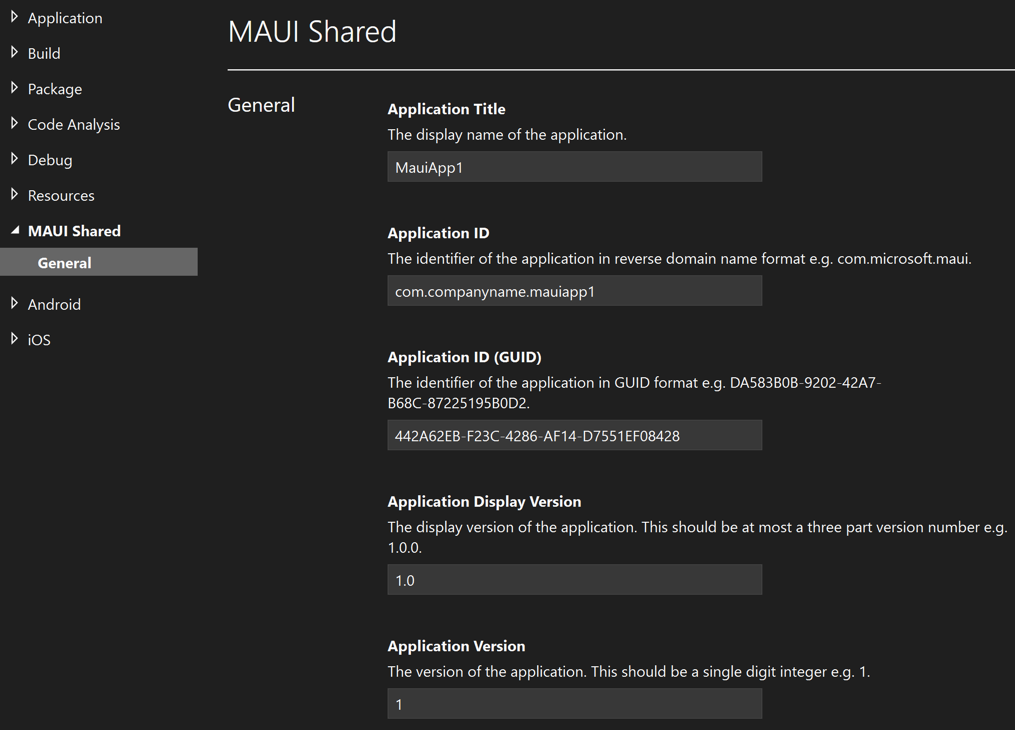 Application
Build
Package
Code Analysis
Debug
Resources
MAUI Shared
General
Android
iOS
MAUI Shared
General
Application Title
The display name of the application.
MauiApp1
Application ID
The identifier of the application in reverse domain name format e.g. com.microsoft.maui.
com.companyname.mauiapp1
Application ID (GUID)
The identifier of the application in GUID format e.g. DA583B0B-9202-42A7-
B68C-87225195B0D2.
442A62EB-F23C-4286-AF14-D7551EF08428
Application Display Version
The display version of the application. This should be at most a three part version number e.g.
1.0.0.
1.0
Application Version
The version of the application. This should be a single digit integer e.g. 1.
1